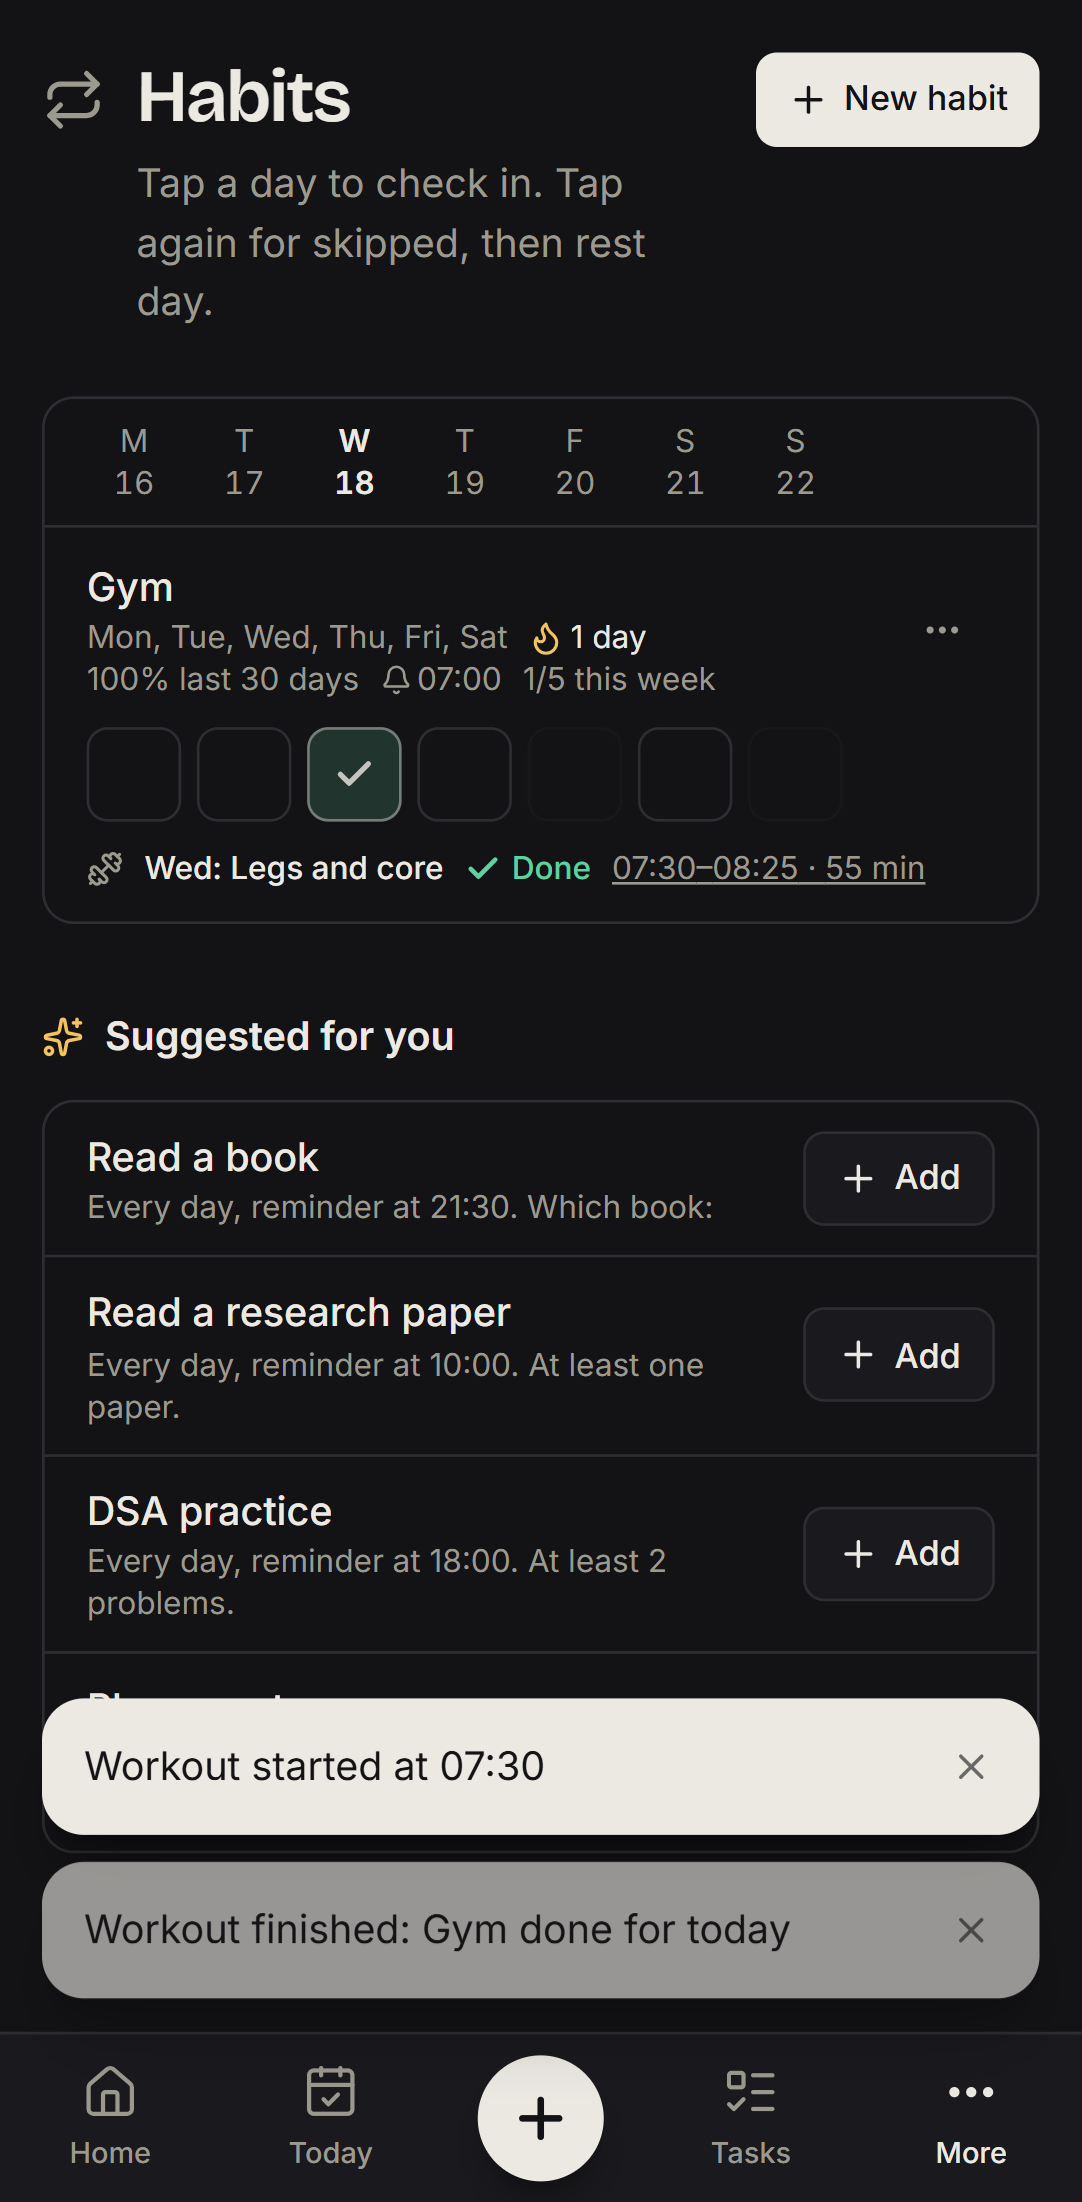 Habits
+ New habit
Tap a day to check in. Tap
again for skipped, then rest
day.
M T W T F S S
16 17 18 19 20 21 22
Gym
Mon, Tue, Wed, Thu, Fri, Sat 1 day
100% last 30 days 07:00 1/5 this week
Wed: Legs and core Done 07:30–08:25 · 55 min
Suggested for you
Read a book
Every day, reminder at 21:30. Which book:
+ Add
Read a research paper
Every day, reminder at 10:00. At least one
paper.
+ Add
DSA practice
Every day, reminder at 18:00. At least 2
problems.
+ Add
Workout started at 07:30
Workout finished: Gym done for today
Home Today Tasks More